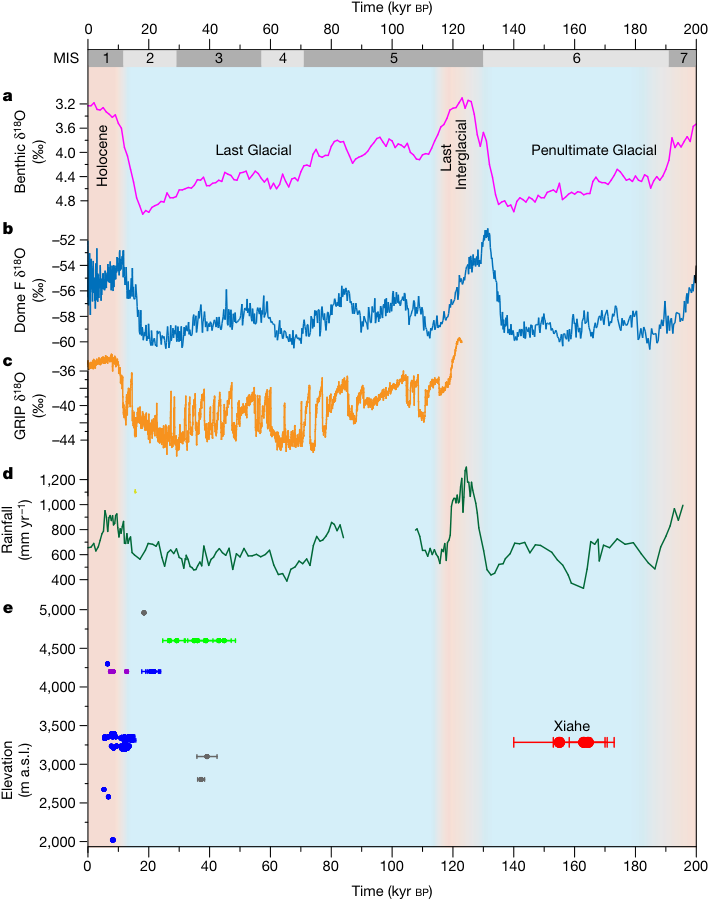 Time (kyr BP)
0 20 40 60 80 100 120 140 160 180 200
MIS 1 2 3 4 5 6 7
a
Benthic δ18O
(‰)
3.2
3.6
4.0
4.4
4.8
Holocene
Last Glacial
Last
Interglacial
Penultimate Glacial
b
Dome F δ18O
(‰)
–52
–54
–56
–58
–60
c
GRIP δ18O
(‰)
–36
–40
–44
d
Rainfall
(mm yr−1)
1,200
1,000
800
600
400
e
Elevation
(m a.s.l.)
5,000
4,500
4,000
3,500
3,000
2,500
2,000
Xiahe
0 20 40 60 80 100 120 140 160 180 200
Time (kyr BP)